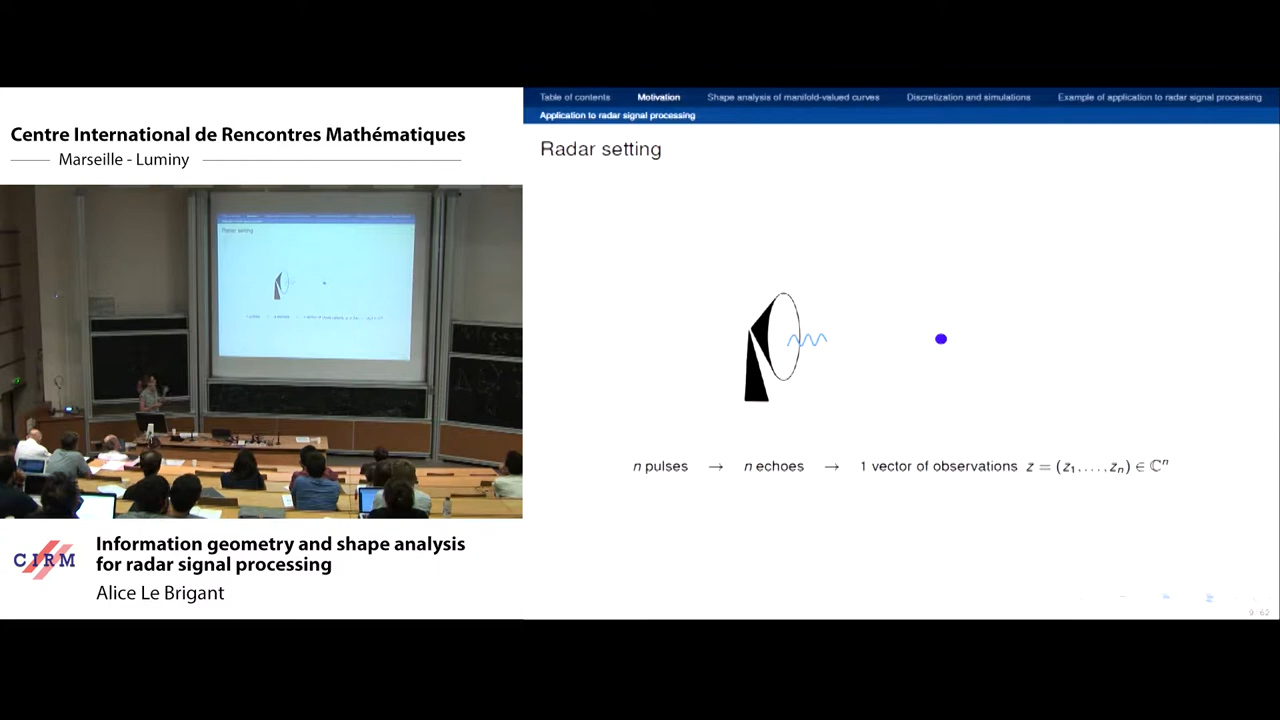 Centre International de Rencontres Mathématiques
Marseille - Luminy
Table of contents Motivation Shape analysis of manifold-valued curves Discretization and simulations Example of application to radar signal processing
Application to radar signal processing
Radar setting
n pulses → n echoes → 1 vector of observations z = (z₁, . . . , zₙ) ∈ ℂⁿ
CIRM
Information geometry and shape analysis
for radar signal processing
Alice Le Brigant
9 / 62